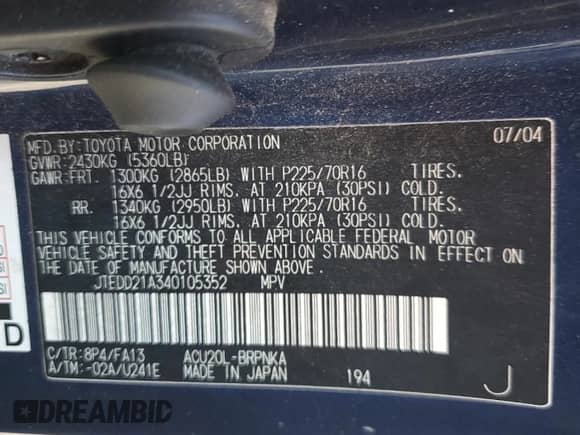 MFD.BY:TOYOTA MOTOR CORPORATION 07/04
GVWR:2430KG (5360LB)
GAWR:FRT. 1300KG (2865LB) WITH P225/70R16 TIRES.
16X6 1/2JJ RIMS. AT 210KPA (30PSI) COLD.
RR. 1340KG (2950LB) WITH P225/70R16 TIRES.
16X6 1/2JJ RIMS. AT 210KPA (30PSI) COLD.
THIS VEHICLE CONFORMS TO ALL APPLICABLE FEDERAL MOTOR
VEHICLE SAFETY AND THEFT PREVENTION STANDARDS IN EFFECT ON
THE DATE OF MANUFACTURE SHOWN ABOVE.
JTEDD21A340105352 MPV
C/TR:8P4/FA13 ACU20L-BRPNKA
A/TM:-02A/U241E MADE IN JAPAN 194
J
D
DREAMBID